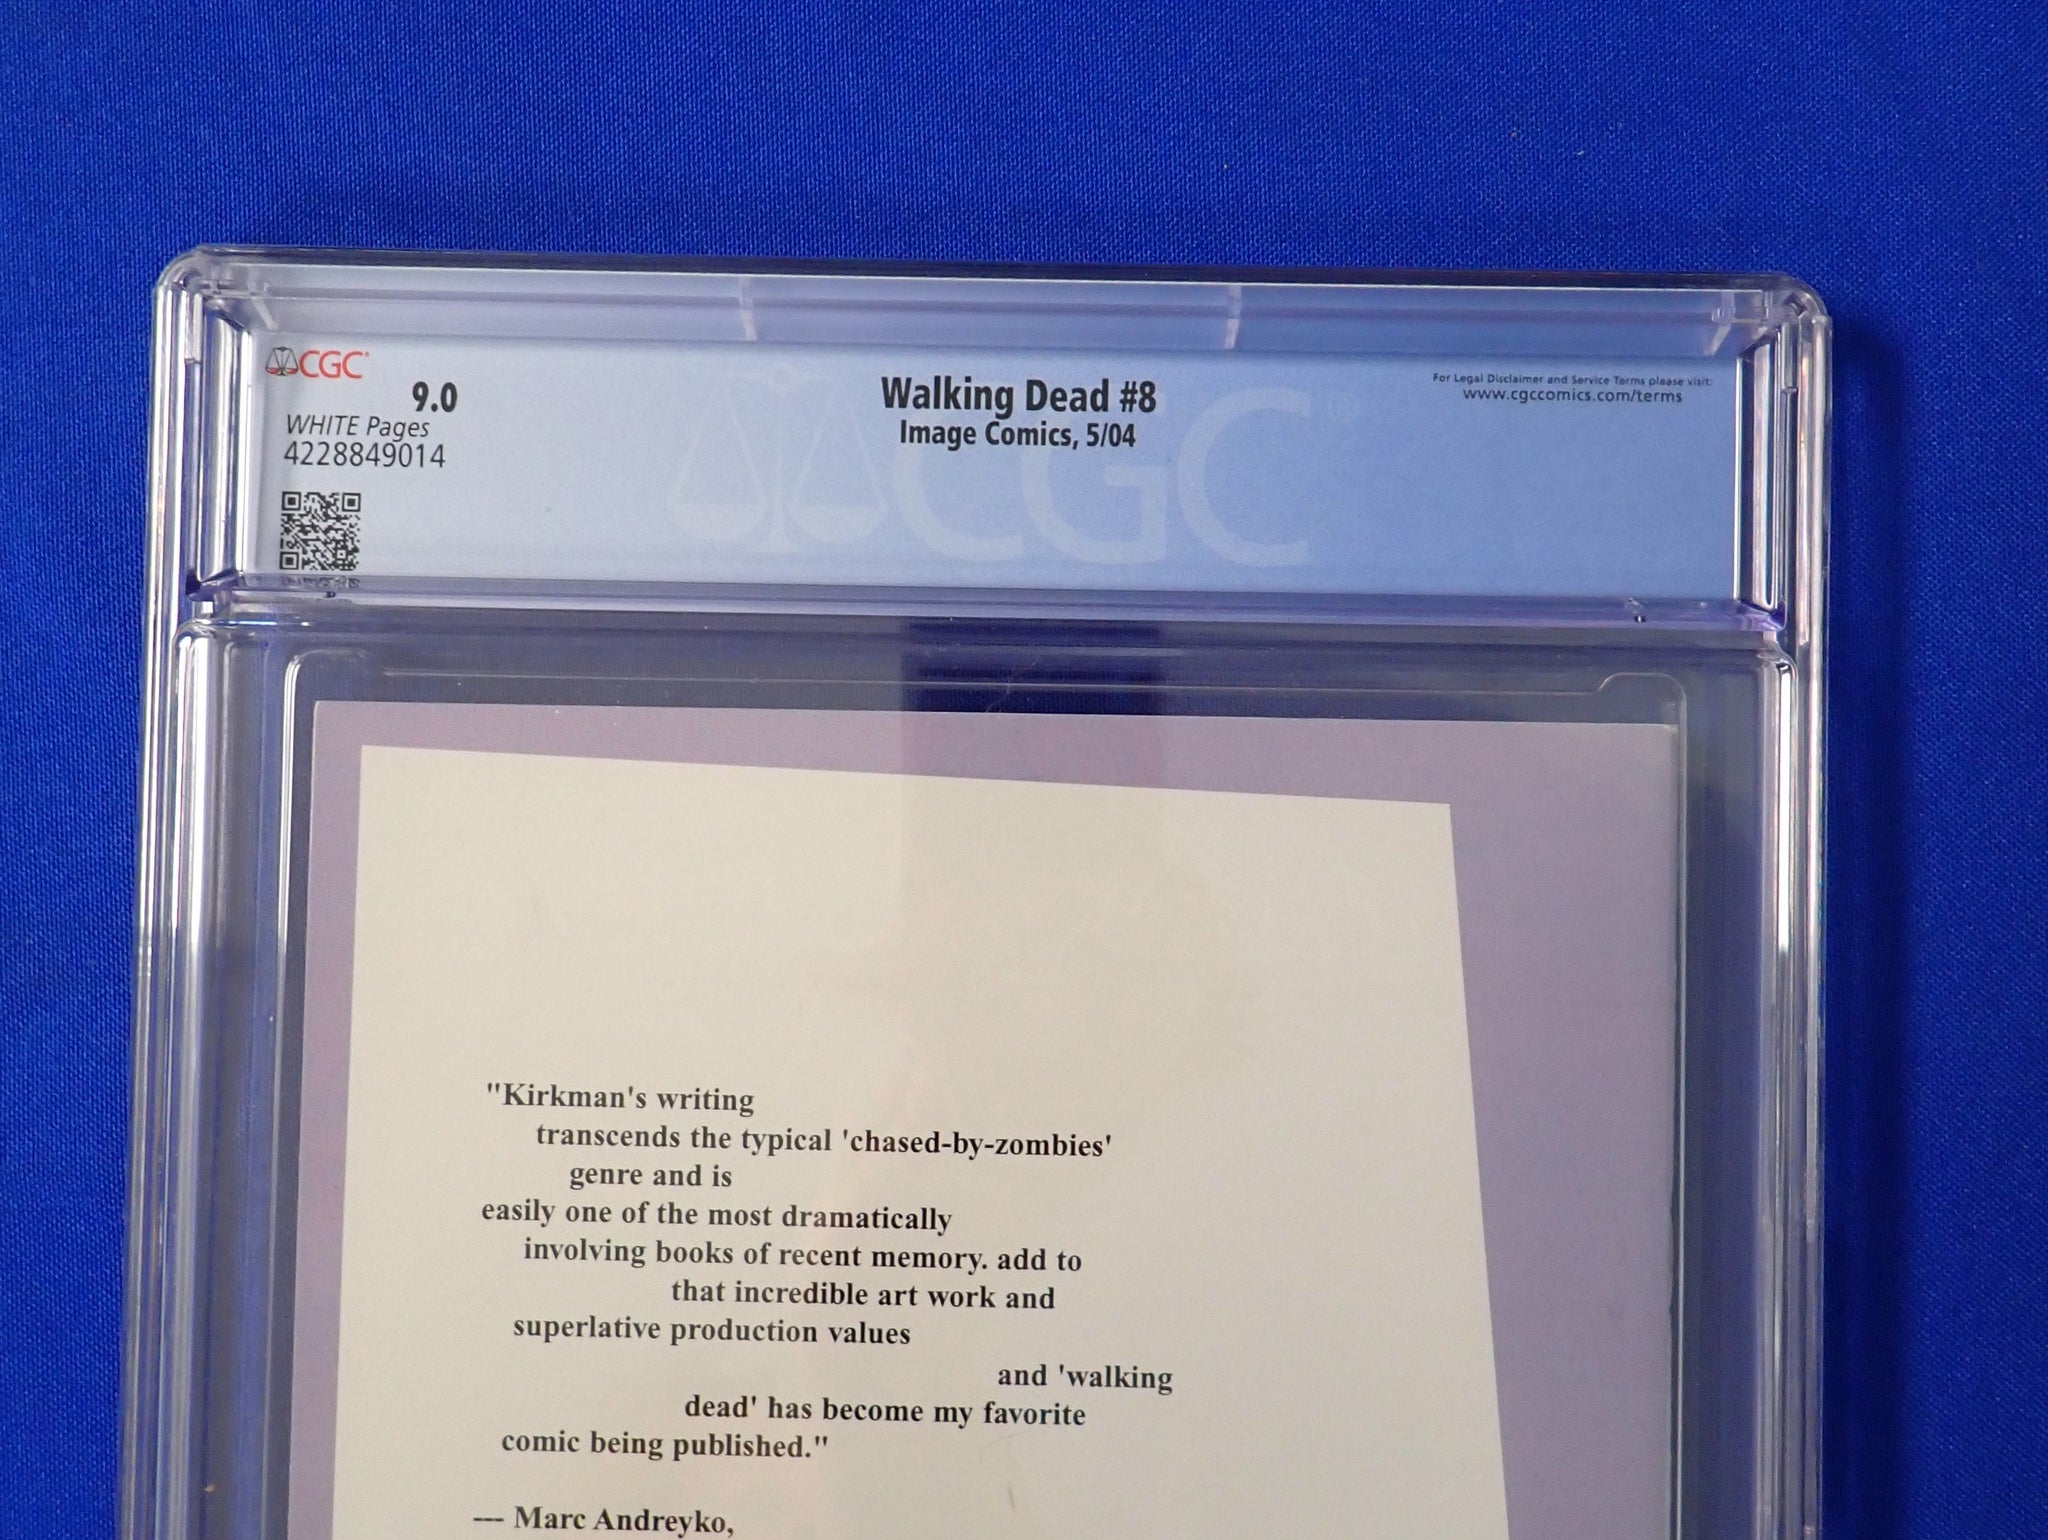 CGC
9.0
WHITE Pages
4228849014
Walking Dead #8
Image Comics, 5/04
For Legal Disclaimer and Service Terms please visit:
www.cgccomics.com/terms
CGC
"Kirkman's writing
transcends the typical 'chased-by-zombies'
genre and is
easily one of the most dramatically
involving books of recent memory. add to
that incredible art work and
superlative production values
and 'walking
dead' has become my favorite
comic being published."
--- Marc Andreyko,